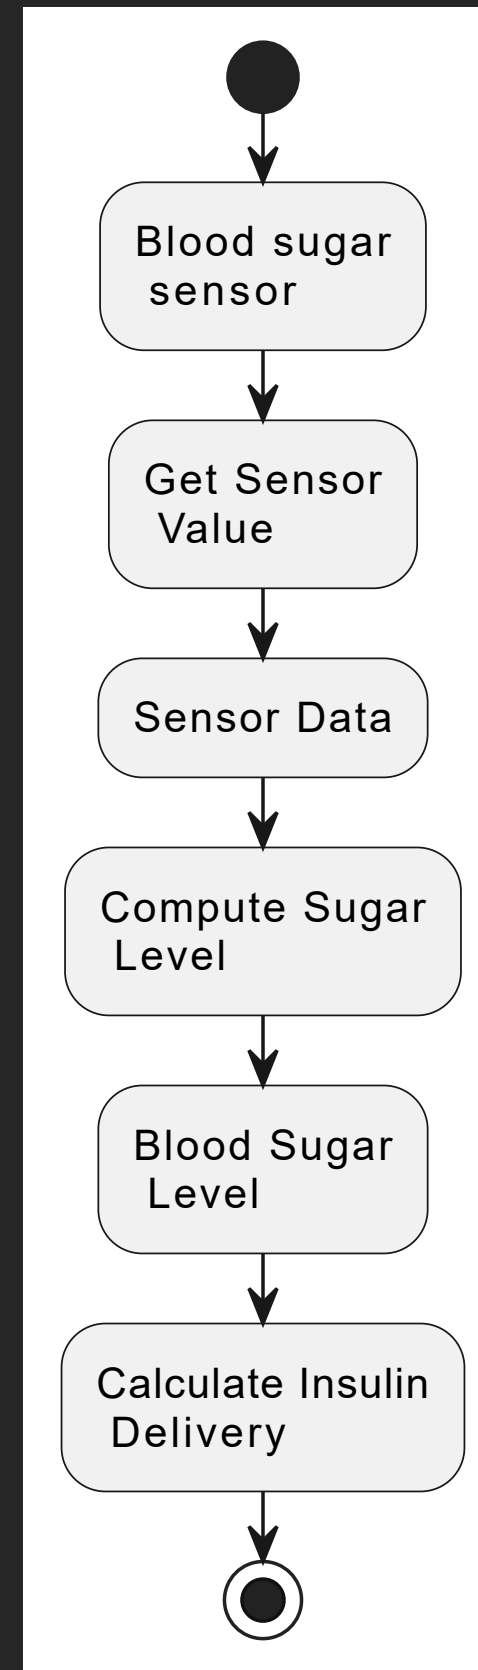 Blood sugar
sensor
Get Sensor
Value
Sensor Data
Compute Sugar
Level
Blood Sugar
Level
Calculate Insulin
Delivery